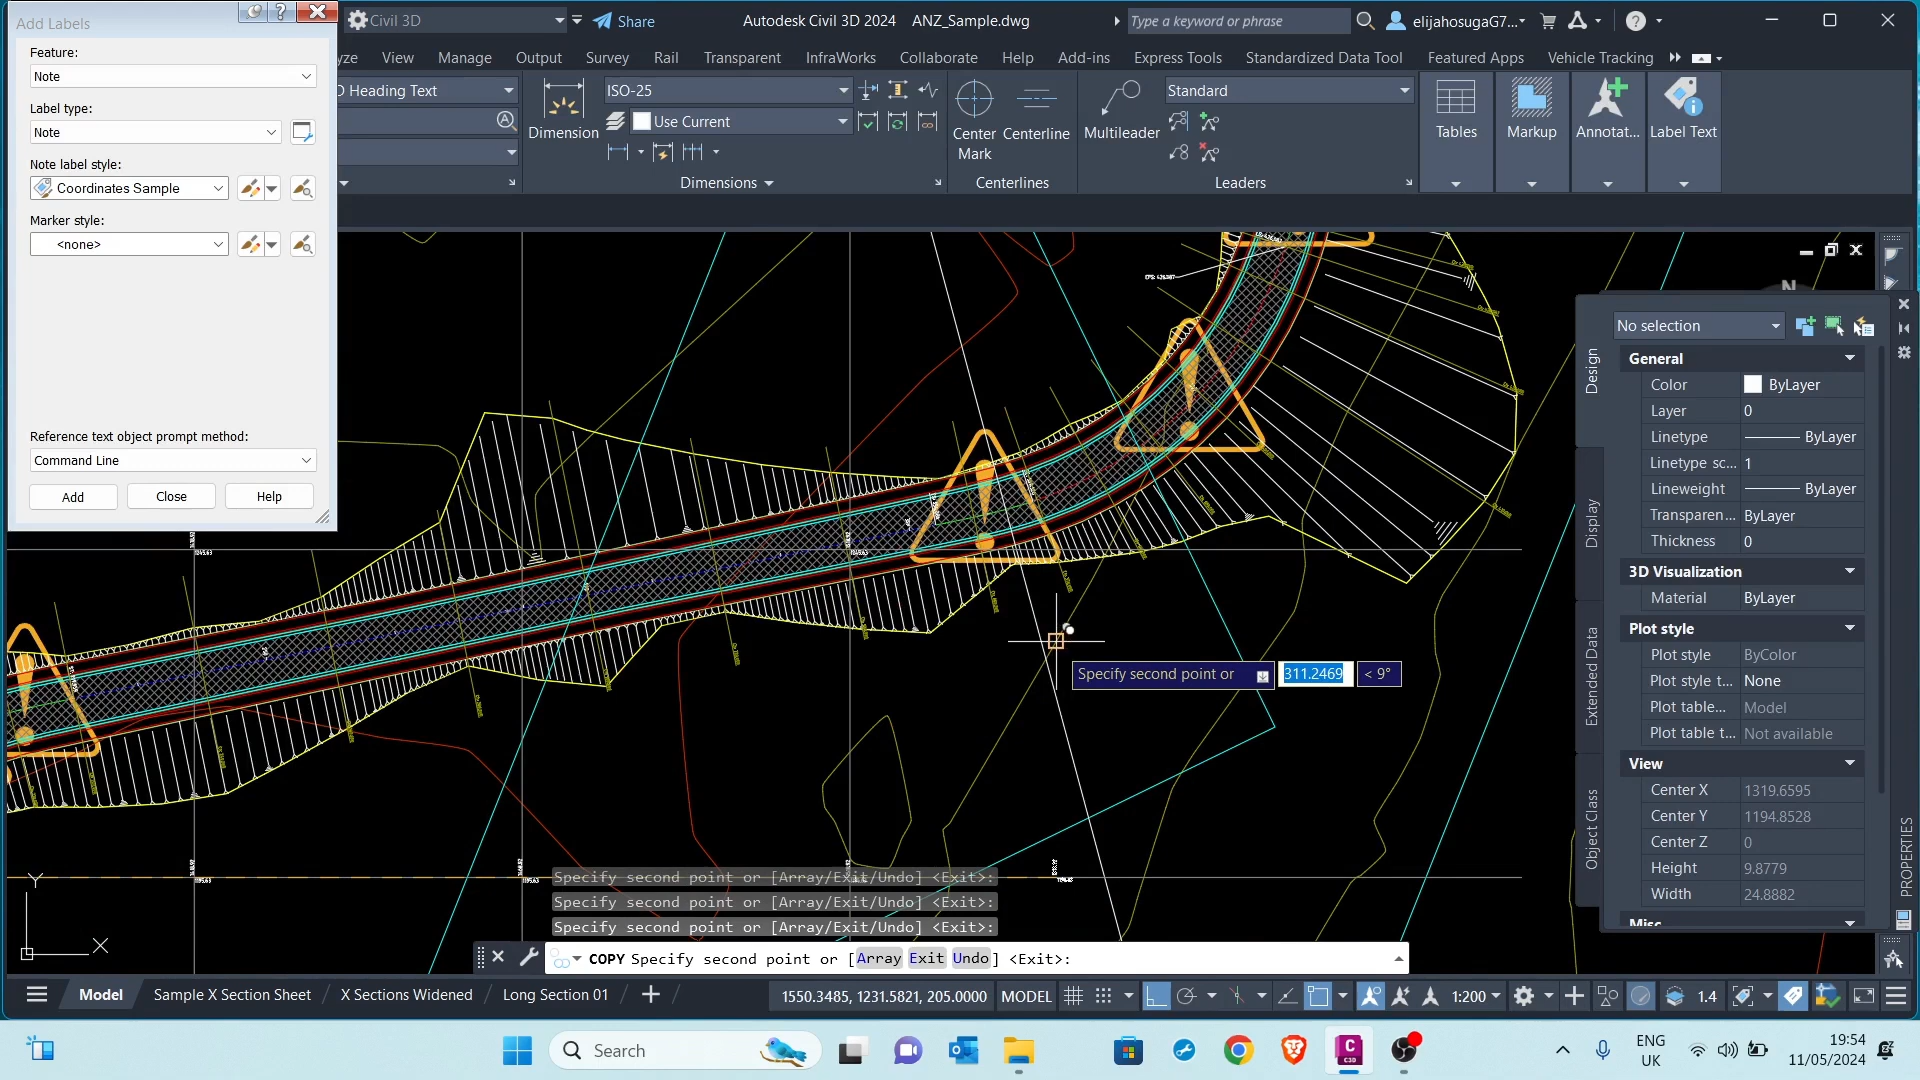 Add Labels
Feature:
Note
Label type:
Note
Note label style:
Coordinates Sample
Marker style:
<none>
Reference text object prompt method:
Command Line
Add
Close
Help
Civil 3D
Share
Autodesk Civil 3D 2024
ANZ_Sample.dwg
Type a keyword or phrase
elijahosugaG7...
yze
View
Manage
Output
Survey
Rail
Transparent
InfraWorks
Collaborate
Help
Add-ins
Express Tools
Standardized Data Tool
Featured Apps
Vehicle Tracking
D Heading Text
Dimension
ISO-25
Use Current
Dimensions
Center Mark
Centerline
Centerlines
Multileader
Standard
Leaders
Tables
Markup
Annotat...
Label Text
No selection
General
Color
ByLayer
Layer
0
Linetype
ByLayer
Linetype sc...
1
Lineweight
ByLayer
Transparen...
ByLayer
Thickness
0
3D Visualization
Material
ByLayer
Plot style
Plot style
ByColor
Plot style t...
None
Plot table...
Model
Plot table t...
Not available
View
Center X
1319.6595
Center Y
1194.8528
Center Z
0
Height
9.8779
Width
24.8882
Misc
Design
Display
Extended Data
Object Class
PROPERTIES
Specify second point or
311.2469
< 9°
Y
X
Specify second point or [Array/Exit/Undo] <Exit>:
Specify second point or [Array/Exit/Undo] <Exit>:
Specify second point or [Array/Exit/Undo] <Exit>:
COPY Specify second point or [Array Exit Undo] <Exit>:
Model
Sample X Section Sheet
X Sections Widened
Long Section 01
1550.3485, 1231.5821, 205.0000
MODEL
1:200
1.4
Search
C3D
ENG
UK
19:54
11/05/2024